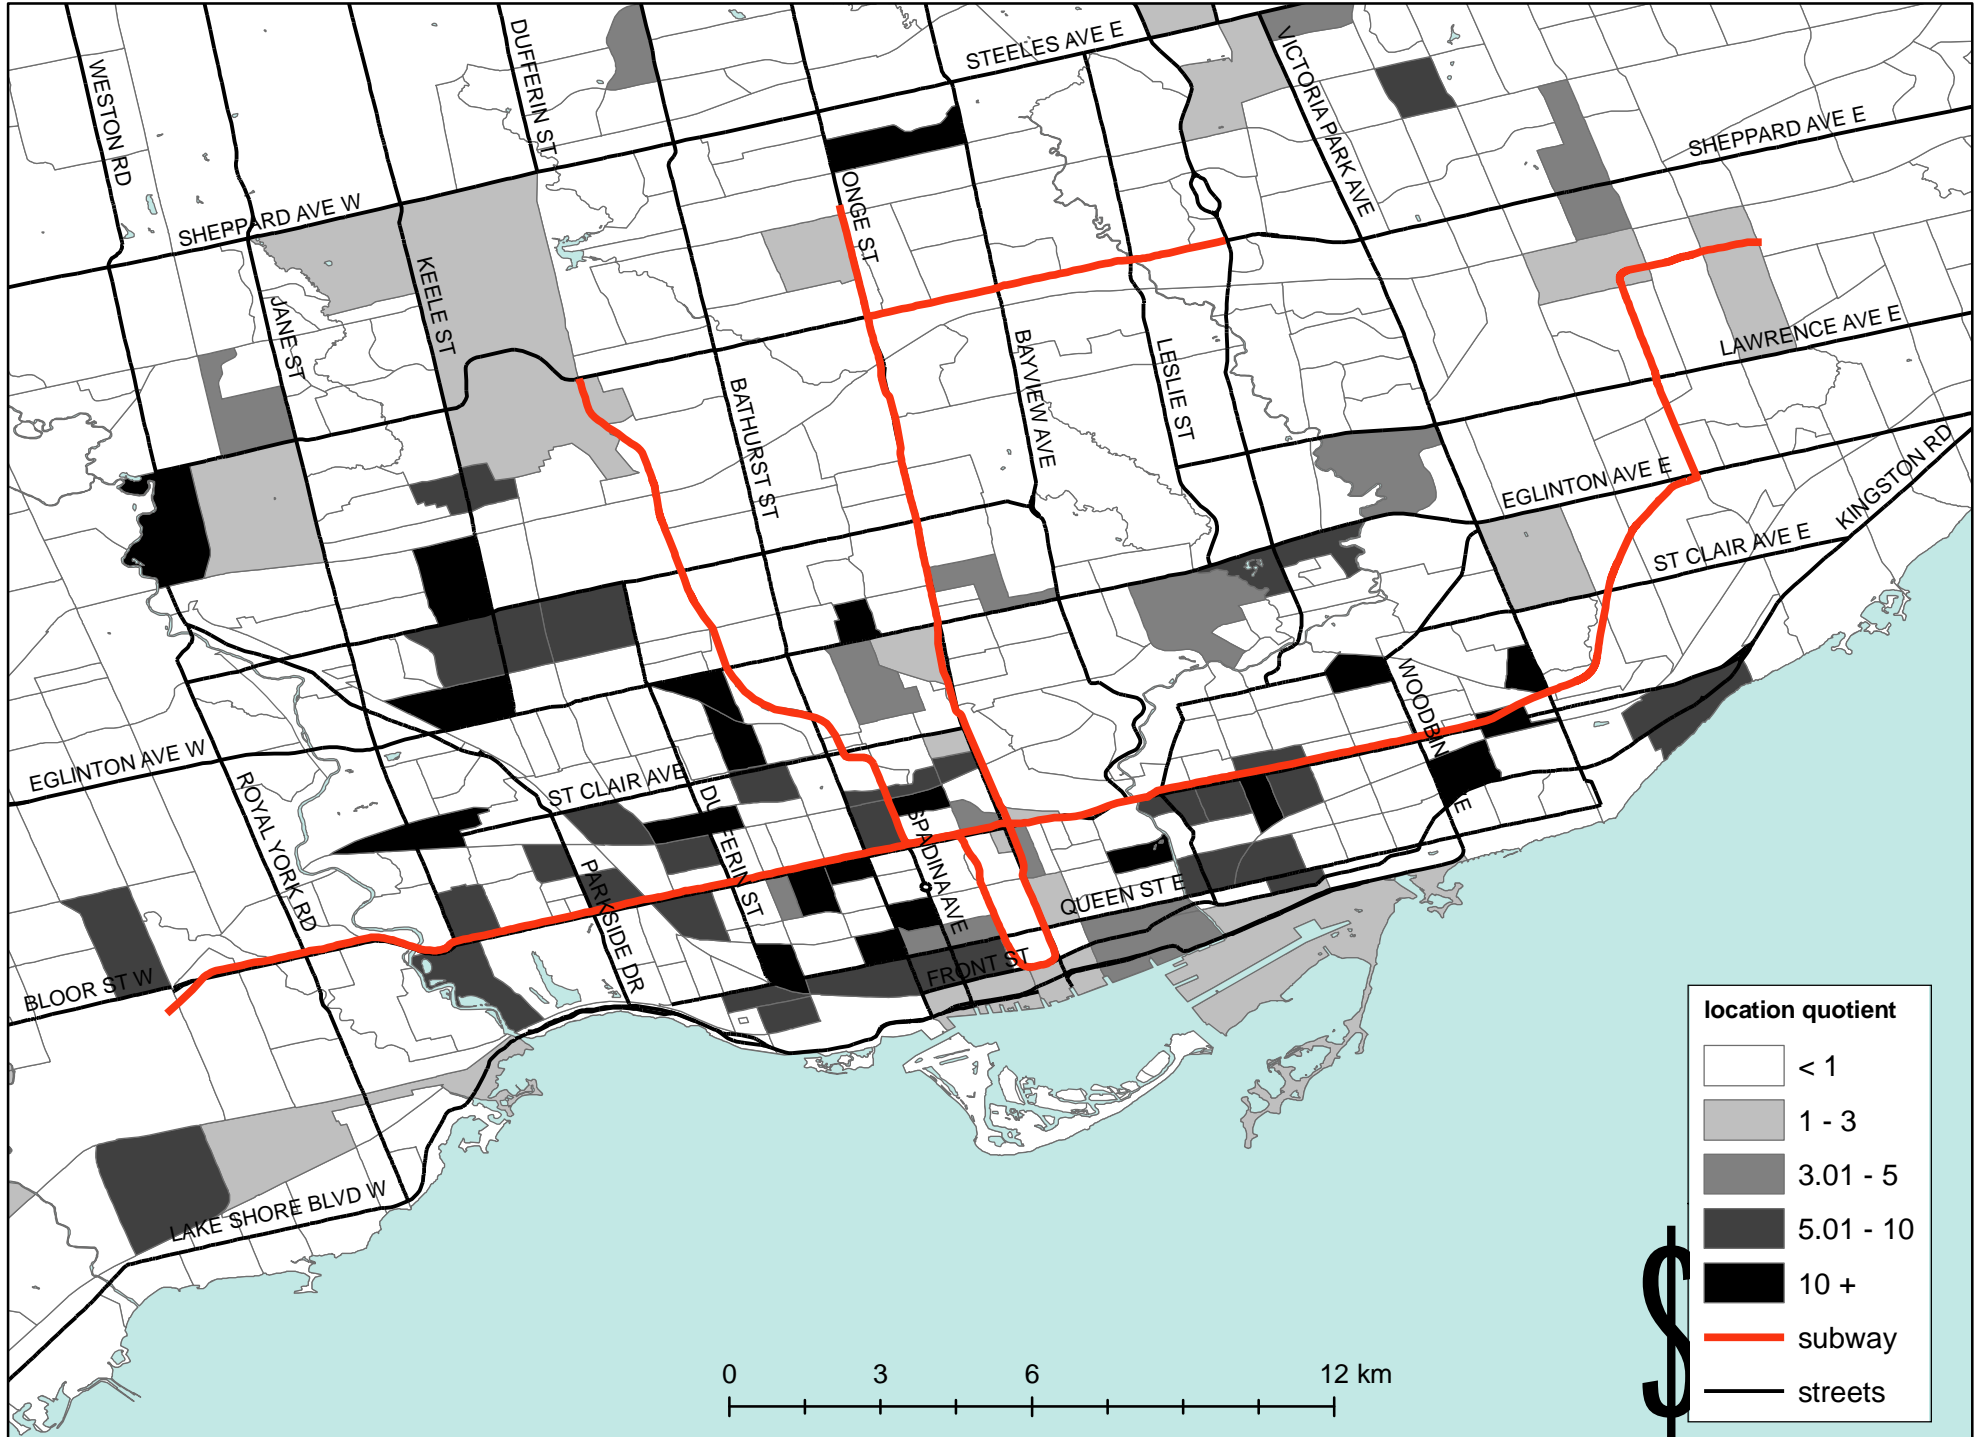 STEELES AVE E
DUFFERIN ST
WESTON RD
VICTORIA PARK AVE
SHEPPARD AVE E
SHEPPARD AVE W
ONGE ST
KEELE ST
JANE ST
LAWRENCE AVE E
BAYVIEW AVE
LESLIE ST
BATHURST ST
EGLINTON AVE E
KINGSTON RD
ST CLAIR AVE E
WOODBIN
E
EGLINTON AVE W
ROYAL YORK RD
ST CLAIR AVE
DUFFERIN ST
SPADINA AVE
PARKSIDE DR
QUEEN ST E
BLOOR ST W
FRONT ST
LAKE SHORE BLVD W
location quotient
< 1
1 - 3
3.01 - 5
5.01 - 10
10 +
subway
streets
$
0 3 6 12 km